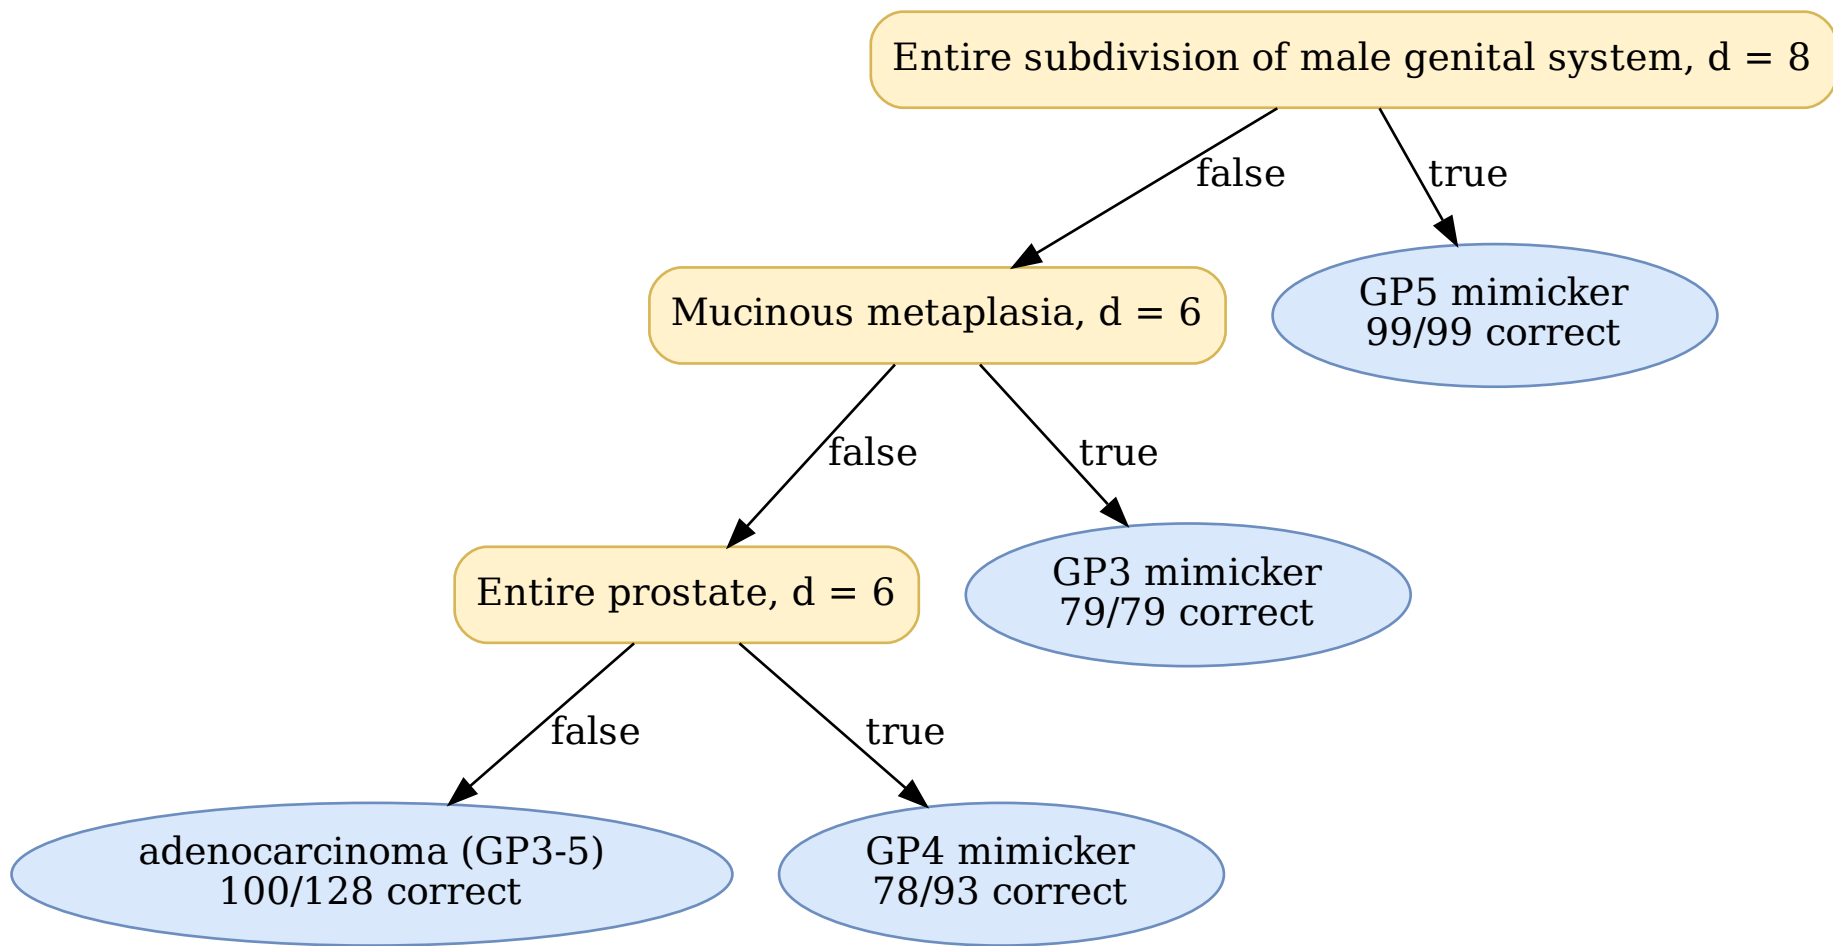 Entire subdivision of male genital system, d = 8
false
true
Mucinous metaplasia, d = 6
GP5 mimicker
99/99 correct
false
true
Entire prostate, d = 6
GP3 mimicker
79/79 correct
false
true
adenocarcinoma (GP3-5)
100/128 correct
GP4 mimicker
78/93 correct